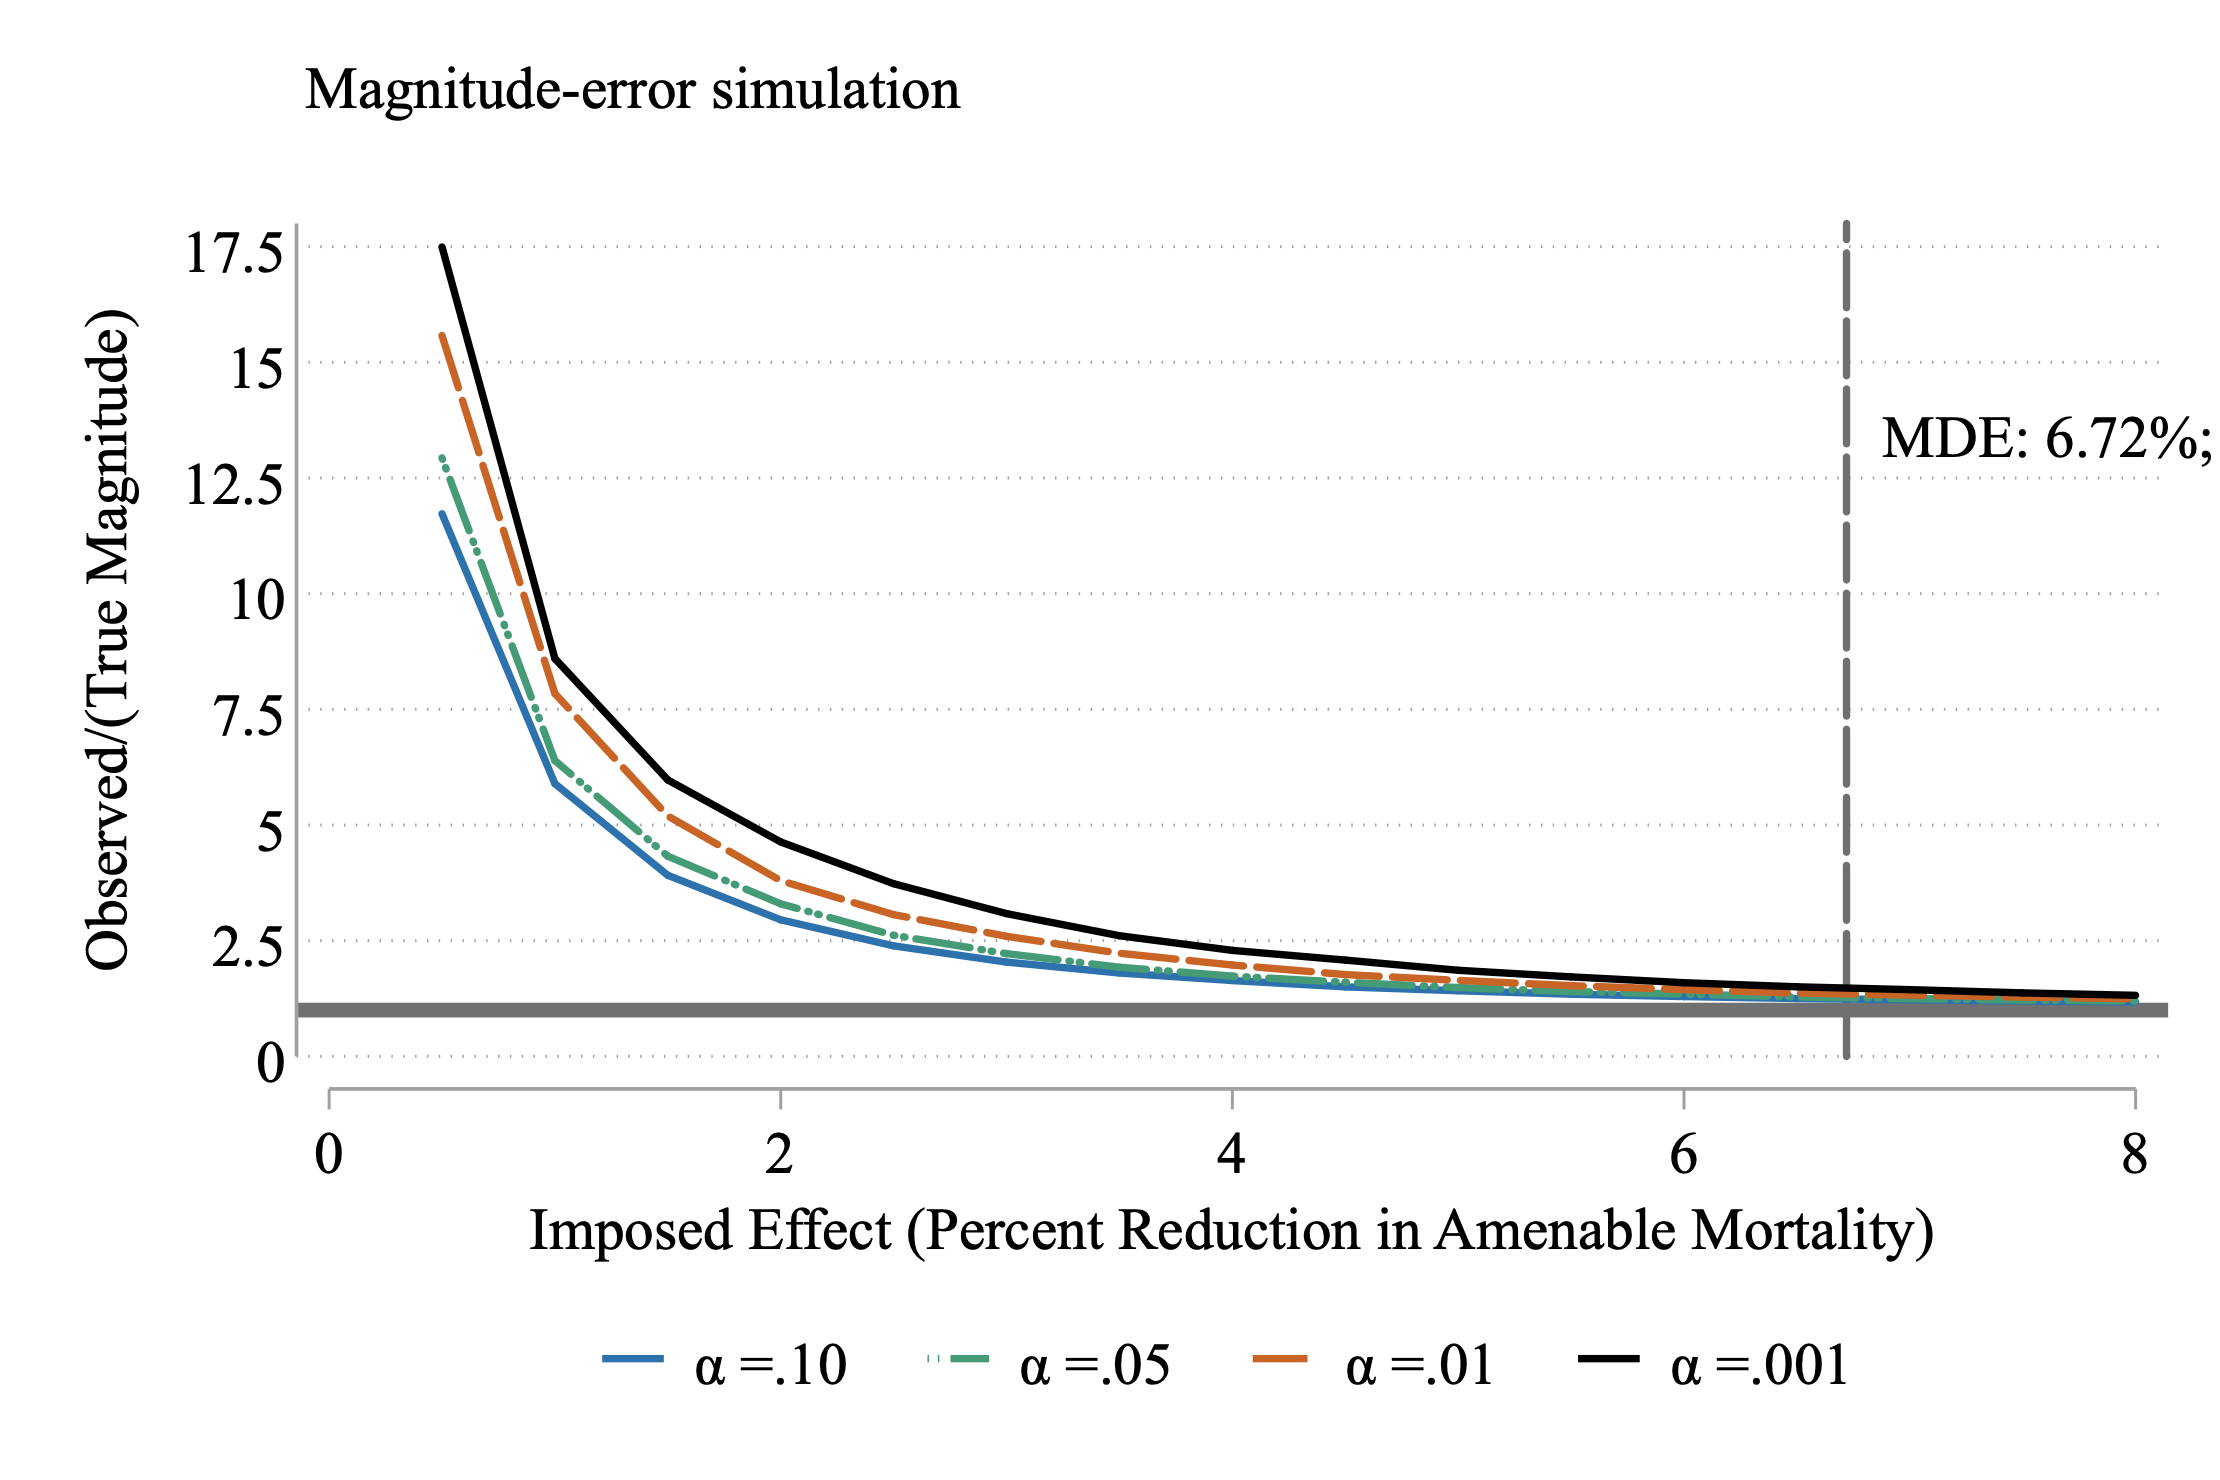 Magnitude-error simulation
Observed/(True Magnitude)
17.5
15
12.5
10
7.5
5
2.5
0
MDE: 6.72%;
0 2 4 6 8
Imposed Effect (Percent Reduction in Amenable Mortality)
α =.10 α =.05 α =.01 α =.001